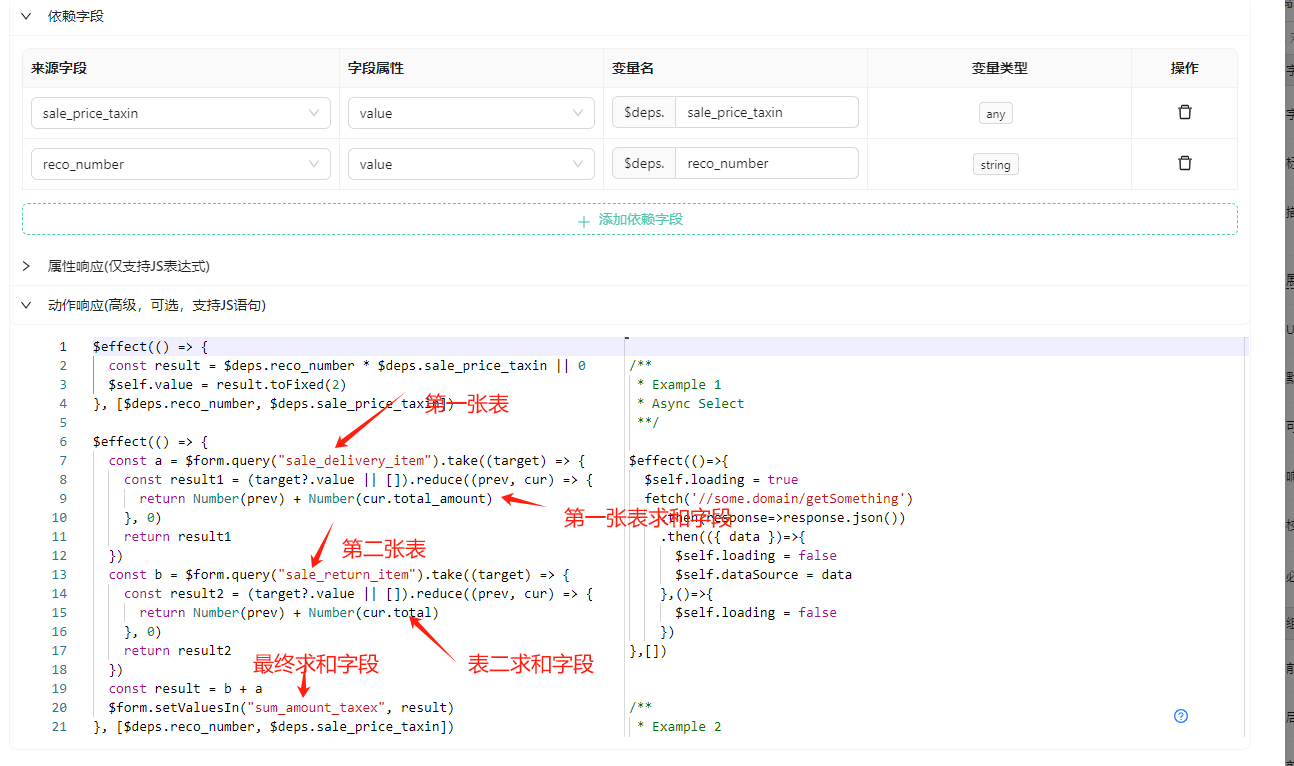 依赖字段
来源字段 字段属性 变量名 变量类型 操作
sale_price_taxin value $deps. sale_price_taxin any
reco_number value $deps. reco_number string
+ 添加依赖字段
属性响应(仅支持JS表达式)
动作响应(高级，可选，支持JS语句)
1 $effect(() => {
2 const result = $deps.reco_number * $deps.sale_price_taxin || 0
3 $self.value = result.toFixed(2)
4 }, [$deps.reco_number, $deps.sale_price_taxin])
第一张表
5
6 $effect(() => {
7 const a = $form.query("sale_delivery_item").take((target) => {
8 const result1 = (target?.value || []).reduce((prev, cur) => {
9 return Number(prev) + Number(cur.total_amount)
第一张表求和字段
10 }, 0)
11 return result1
第二张表
12 })
13 const b = $form.query("sale_return_item").take((target) => {
14 const result2 = (target?.value || []).reduce((prev, cur) => {
15 return Number(prev) + Number(cur.total)
16 }, 0)
17 return result2
最终求和字段 表二求和字段
18 })
19 const result = b + a
20 $form.setValuesIn("sum_amount_taxex", result)
21 }, [$deps.reco_number, $deps.sale_price_taxin])
/**
* Example 1
* Async Select
**/
$effect(()=>{
$self.loading = true
fetch('//some.domain/getSomething')
.then(response=>response.json())
.then(({ data })=>{
$self.loading = false
$self.dataSource = data
},()=>{
$self.loading = false
})
},[])
/**
* Example 2